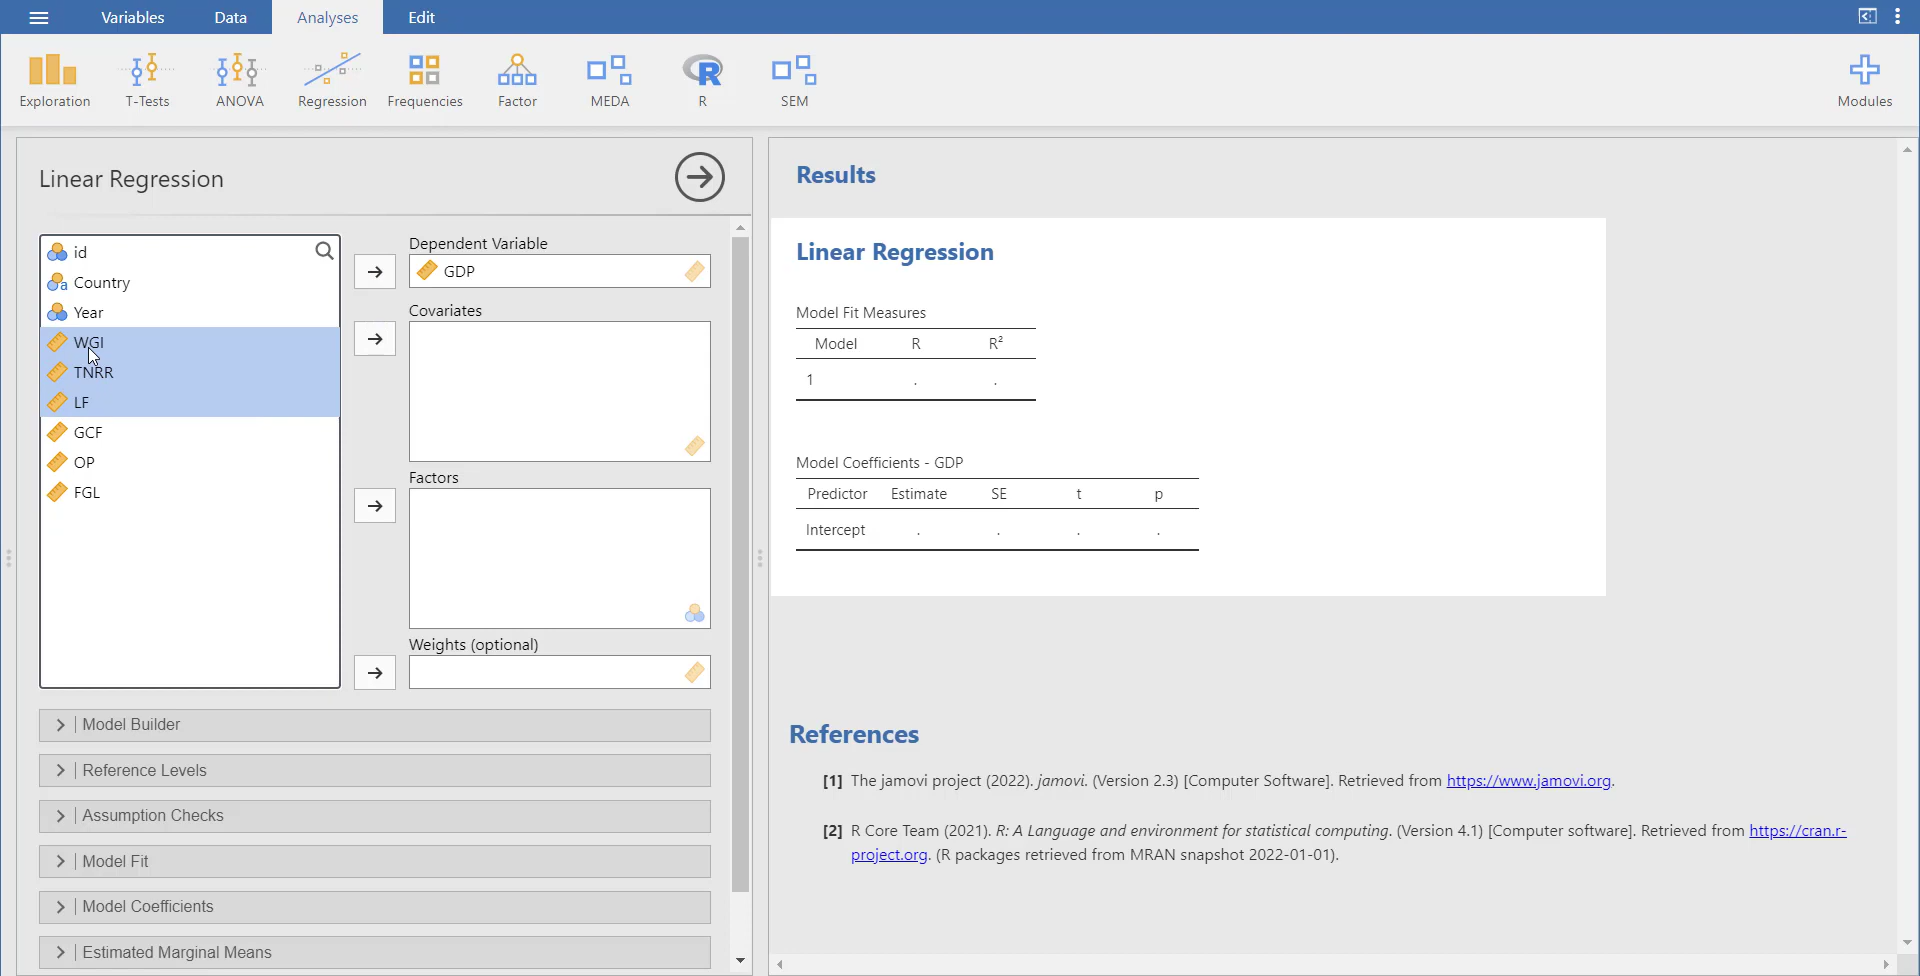 Variables Data Analyses Edit
Exploration T-Tests ANOVA Regression Frequencies Factor MEDA R SEM Modules
Linear Regression
id
Country
Year
WGI
TNRR
LF
GCF
OP
FGL
Dependent Variable
GDP
Covariates
Factors
Weights (optional)
Model Builder
Reference Levels
Assumption Checks
Model Fit
Model Coefficients
Estimated Marginal Means
Results
Linear Regression
Model Fit Measures
Model R R²
1 . .
Model Coefficients - GDP
Predictor Estimate SE t p
Intercept . . . .
References
[1] The jamovi project (2022). jamovi. (Version 2.3) [Computer Software]. Retrieved from https://www.jamovi.org.
[2] R Core Team (2021). R: A Language and environment for statistical computing. (Version 4.1) [Computer software]. Retrieved from https://cran.r-
project.org. (R packages retrieved from MRAN snapshot 2022-01-01).